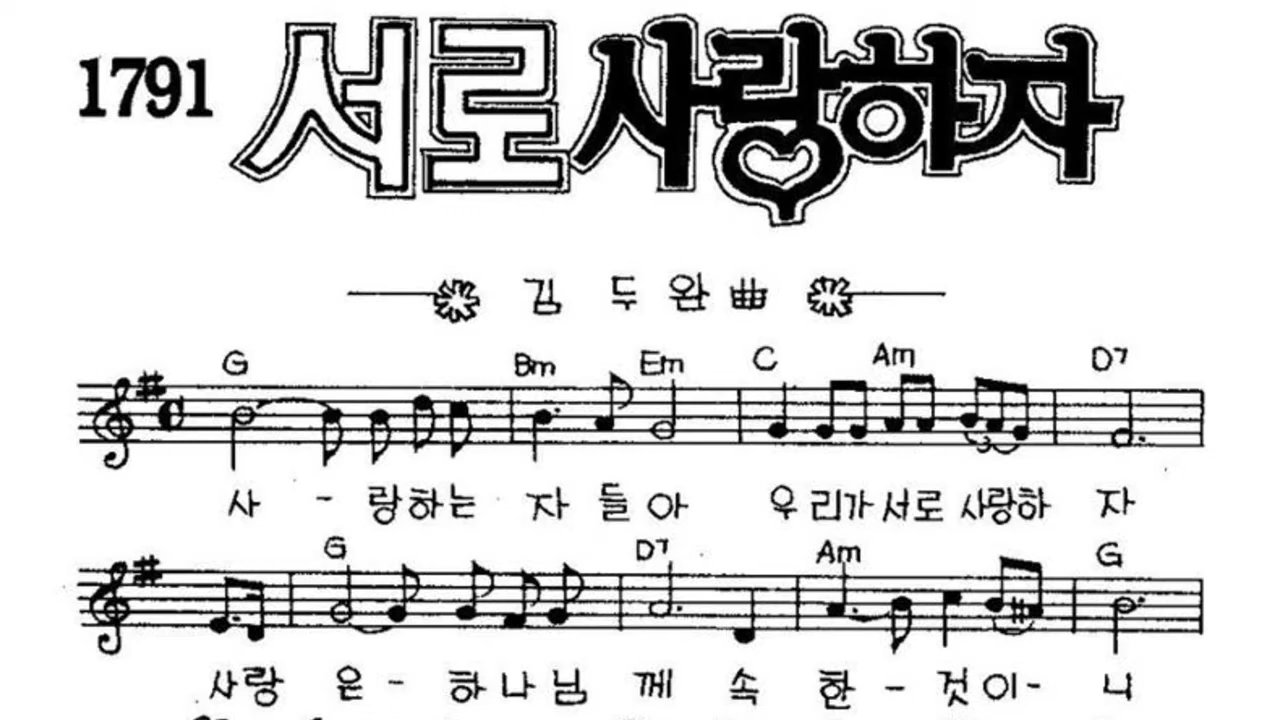 1791 서로사랑하자
김 두 완 曲
G Bm Em C Am D7
사 - 랑하는 자 들 아 우 리가 서로 사랑하 자
G D7 Am G
사랑 은 - 하 나 님 께 속 한 - 것 이 - 니